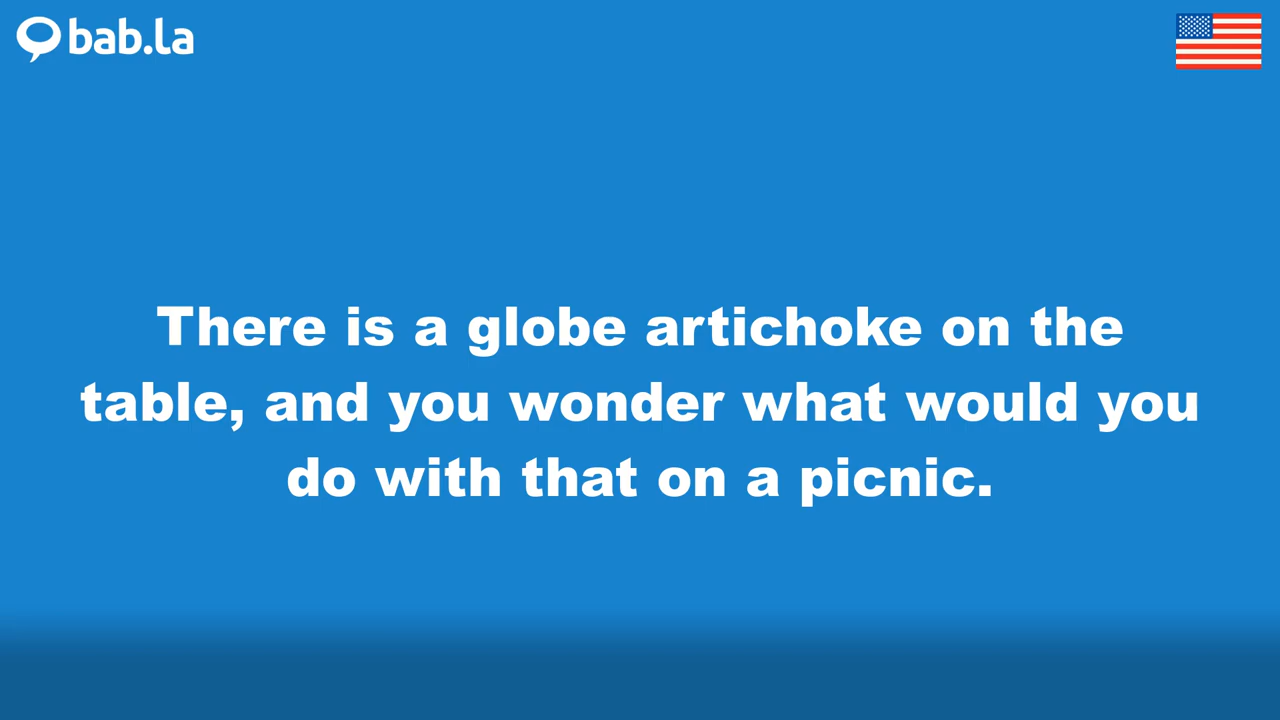 bab.la
There is a globe artichoke on the
table, and you wonder what would you
do with that on a picnic.